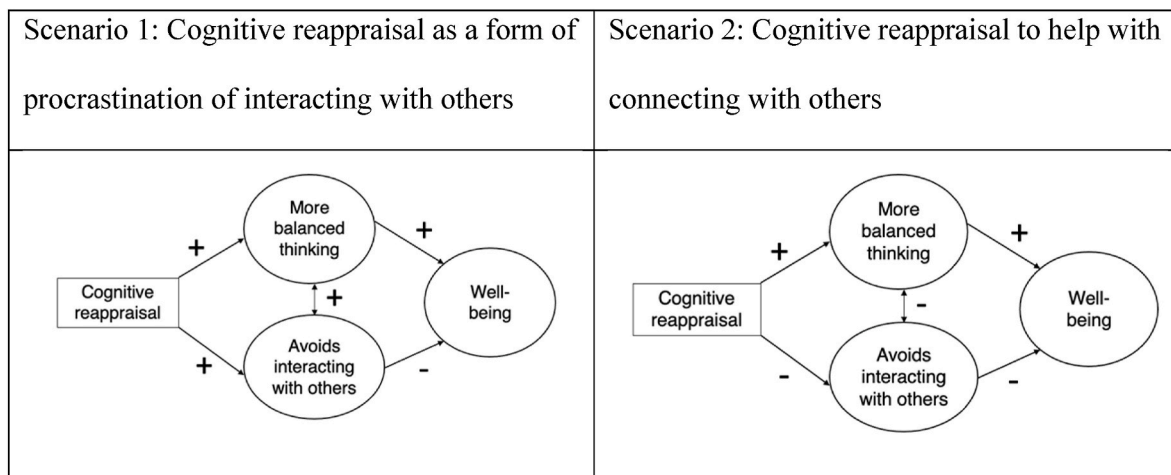 Scenario 1: Cognitive reappraisal as a form of
procrastination of interacting with others
Scenario 2: Cognitive reappraisal to help with
connecting with others
More
balanced
thinking
+
+
Cognitive
reappraisal
+
Well-
being
+
Avoids
interacting
with others
-
More
balanced
thinking
+
+
Cognitive
reappraisal
-
Well-
being
-
Avoids
interacting
with others
-